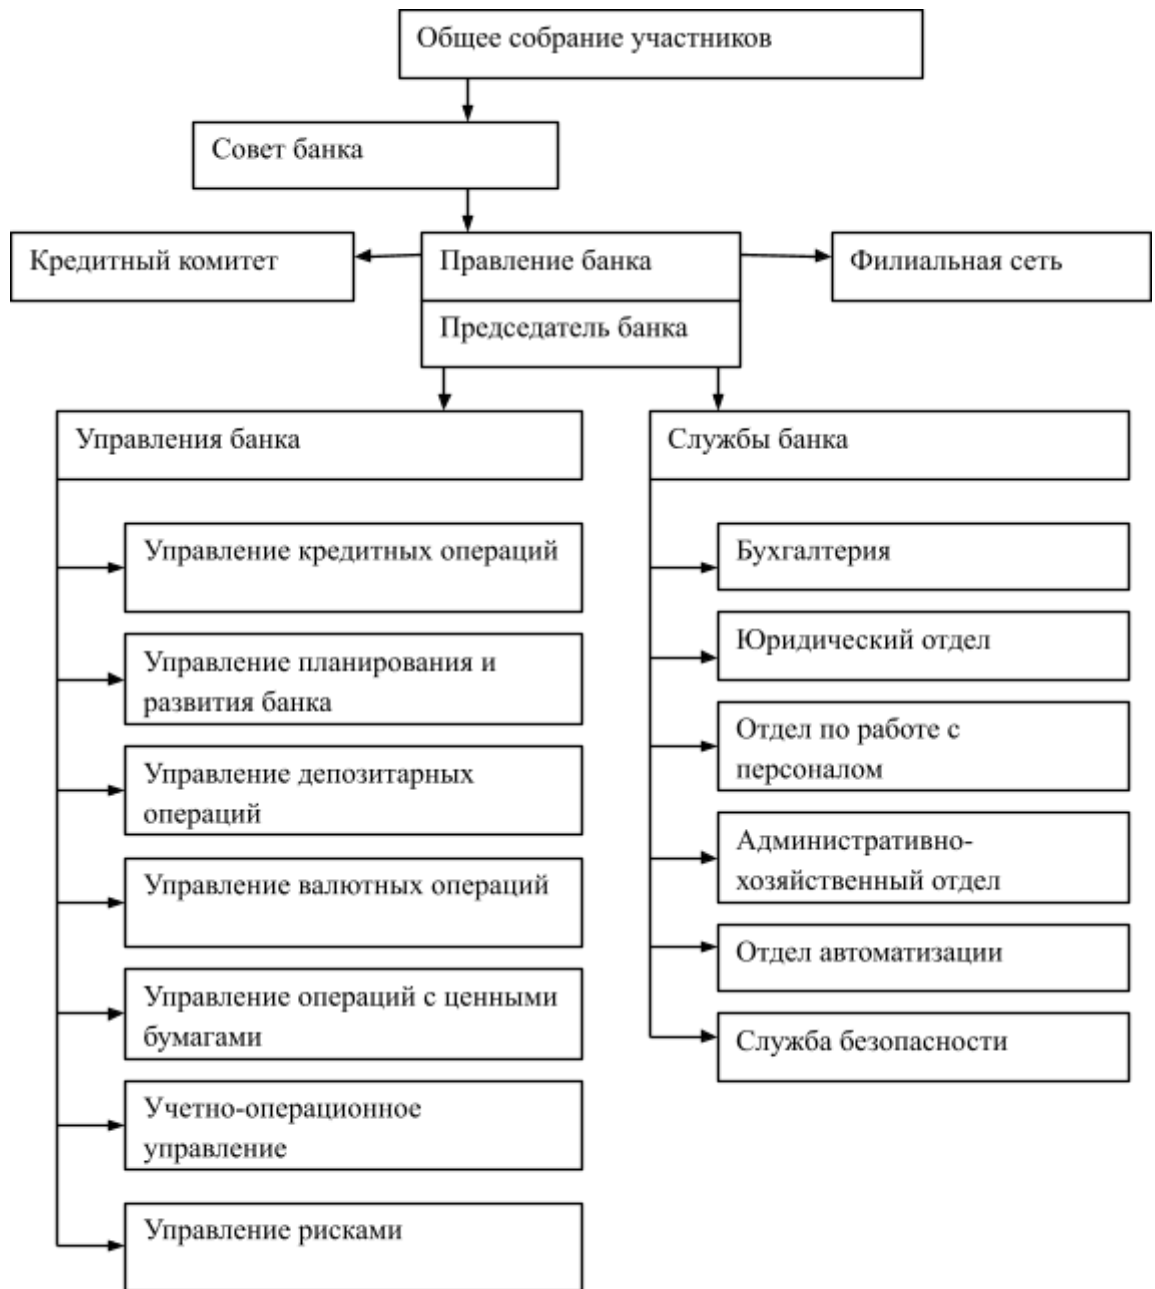 Общее собрание участников
Совет банка
Кредитный комитет
Правление банка
Филиальная сеть
Председатель банка
Управления банка
Управление кредитных операций
Управление планирования и
развития банка
Управление депозитарных
операций
Управление валютных операций
Управление операций с ценными
бумагами
Учетно-операционное
управление
Управление рисками
Службы банка
Бухгалтерия
Юридический отдел
Отдел по работе с
персоналом
Административно-
хозяйственный отдел
Отдел автоматизации
Служба безопасности